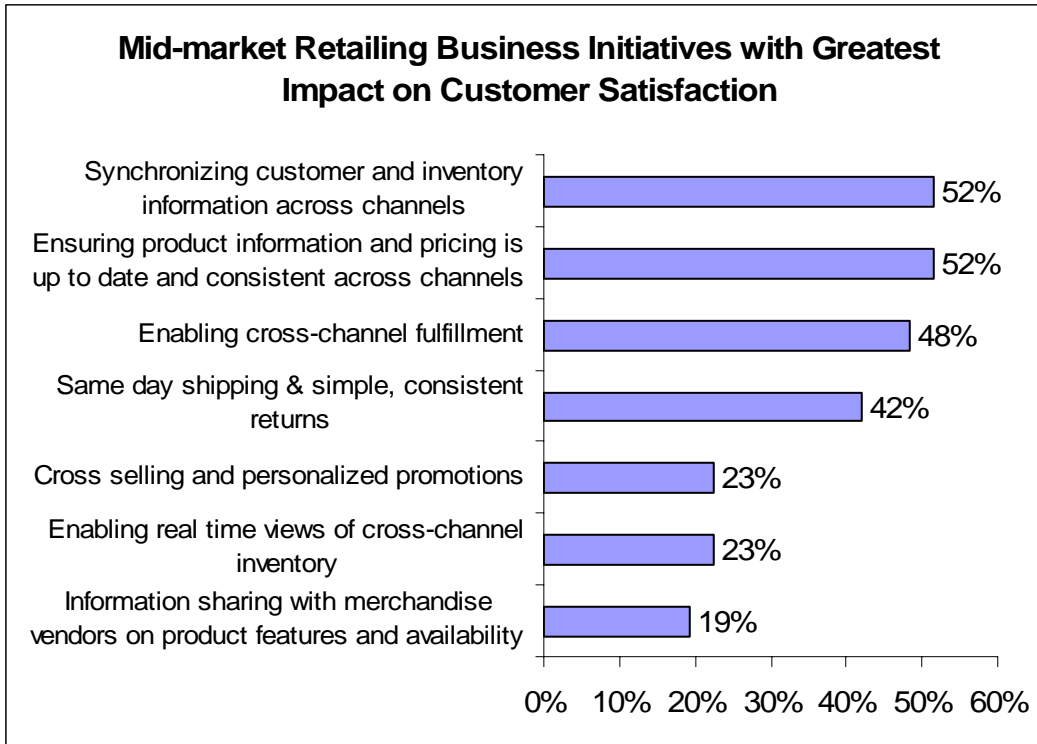 Mid-market Retailing Business Initiatives with Greatest
Impact on Customer Satisfaction
Synchronizing customer and inventory
information across channels
52%
Ensuring product information and pricing is
up to date and consistent across channels
52%
Enabling cross-channel fulfillment
48%
Same day shipping & simple, consistent
returns
42%
Cross selling and personalized promotions
23%
Enabling real time views of cross-channel
inventory
23%
Information sharing with merchandise
vendors on product features and availability
19%
0% 10% 20% 30% 40% 50% 60%